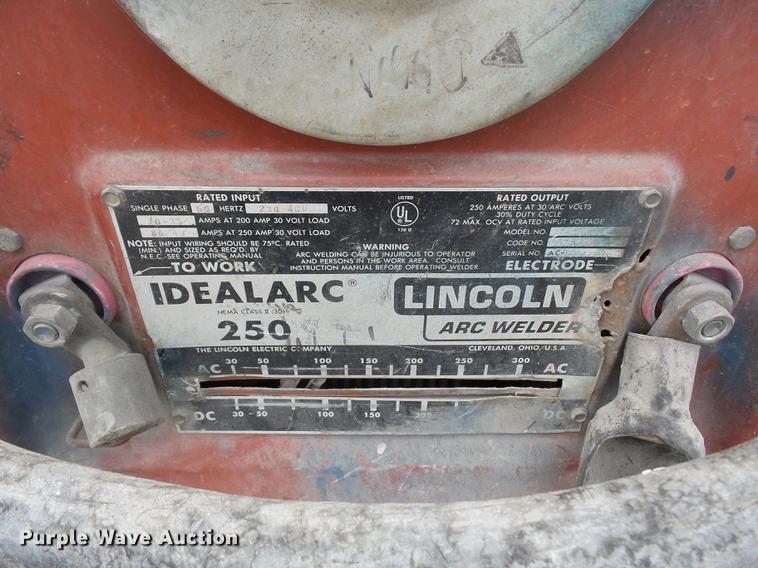 RATED INPUT
SINGLE PHASE 60 HERTZ 230 460 VOLTS
AMPS AT 200 AMP 30 VOLT LOAD
AMPS AT 250 AMP 30 VOLT LOAD
NOTE: INPUT WIRING SHOULD BE 75°C. RATED
(MIN.) AND SIZED AS REQ'D. BY
N.E.C.-SEE OPERATING MANUAL
TO WORK
LISTED
UL
WARNING
ARC WELDING CAN BE INJURIOUS TO OPERATOR
AND PERSONS IN THE WORK AREA. CONSULT
INSTRUCTION MANUAL BEFORE OPERATING WELDER.
RATED OUTPUT
250 AMPERES AT 30 ARC VOLTS
30% DUTY CYCLE
72 MAX. OCV AT RATED INPUT VOLTAGE
MODEL NO.
CODE NO.
SERIAL NO.
ELECTRODE
IDEALARC®
NEMA CLASS II (30)
250
LINCOLN®
ARC WELDER
THE LINCOLN ELECTRIC COMPANY
CLEVELAND, OHIO, U.S.A.
AC 30 50 100 150 200 250 300 AC
DC 30 50 100 150 200 DC
Purple Wave Auction